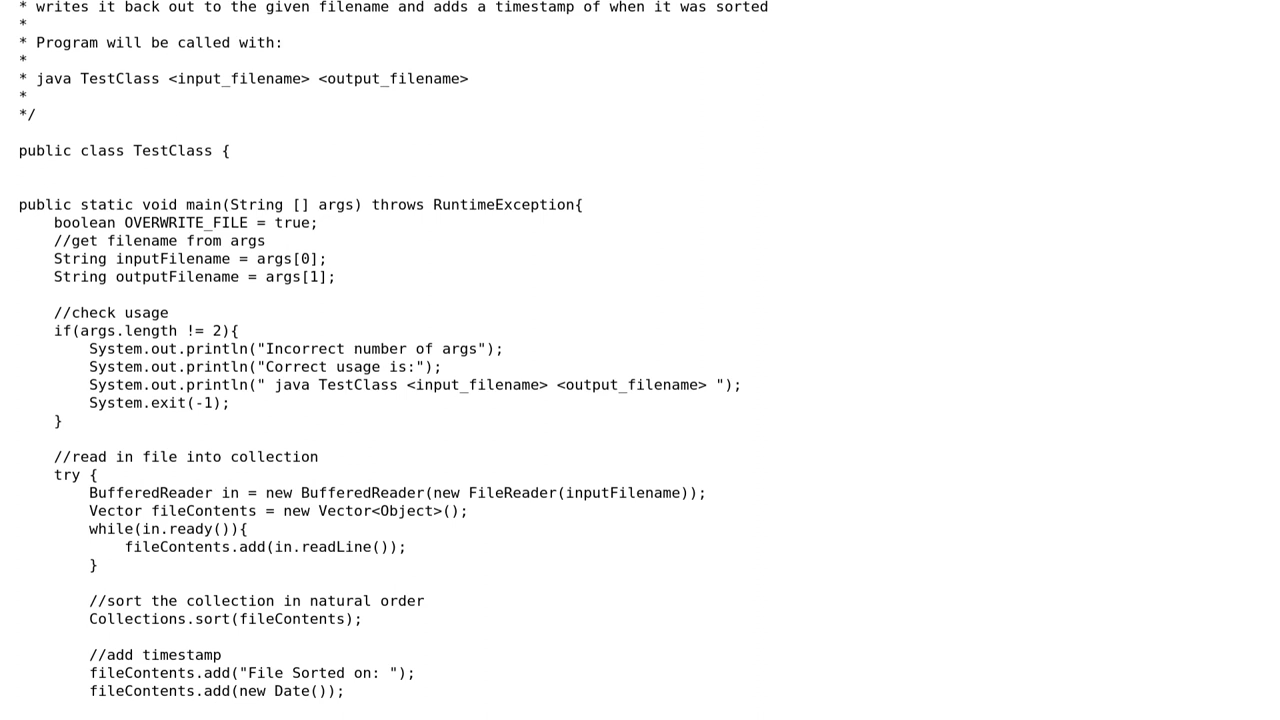 * writes it back out to the given filename and adds a timestamp of when it was sorted
*
* Program will be called with:
*
* java TestClass <input_filename> <output_filename>
*
*/
public class TestClass {
public static void main(String [] args) throws RuntimeException{
boolean OVERWRITE_FILE = true;
//get filename from args
String inputFilename = args[0];
String outputFilename = args[1];
//check usage
if(args.length != 2){
System.out.println("Incorrect number of args");
System.out.println("Correct usage is:");
System.out.println(" java TestClass <input_filename> <output_filename> ");
System.exit(-1);
}
//read in file into collection
try {
BufferedReader in = new BufferedReader(new FileReader(inputFilename));
Vector fileContents = new Vector<Object>();
while(in.ready()){
fileContents.add(in.readLine());
}
//sort the collection in natural order
Collections.sort(fileContents);
//add timestamp
fileContents.add("File Sorted on: ");
fileContents.add(new Date());